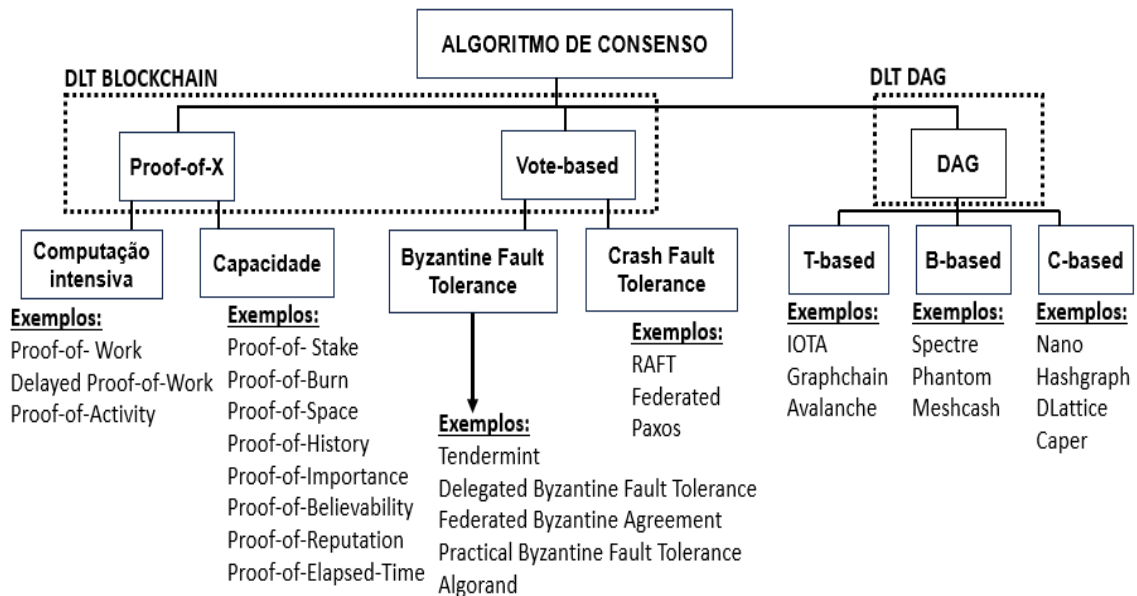 ALGORITMO DE CONSENSO
DLT BLOCKCHAIN
DLT DAG
Proof-of-X
Vote-based
DAG
Computação
intensiva
Capacidade
Byzantine Fault
Tolerance
Crash Fault
Tolerance
T-based
B-based
C-based
Exemplos:
Proof-of- Work
Delayed Proof-of-Work
Proof-of-Activity
Exemplos:
Proof-of- Stake
Proof-of-Burn
Proof-of-Space
Proof-of-History
Proof-of-Importance
Proof-of-Believability
Proof-of-Reputation
Proof-of-Elapsed-Time
Exemplos:
Tendermint
Delegated Byzantine Fault Tolerance
Federated Byzantine Agreement
Practical Byzantine Fault Tolerance
Algorand
Exemplos:
RAFT
Federated
Paxos
Exemplos:
IOTA
Graphchain
Avalanche
Exemplos:
Spectre
Phantom
Meshcash
Exemplos:
Nano
Hashgraph
DLattice
Caper